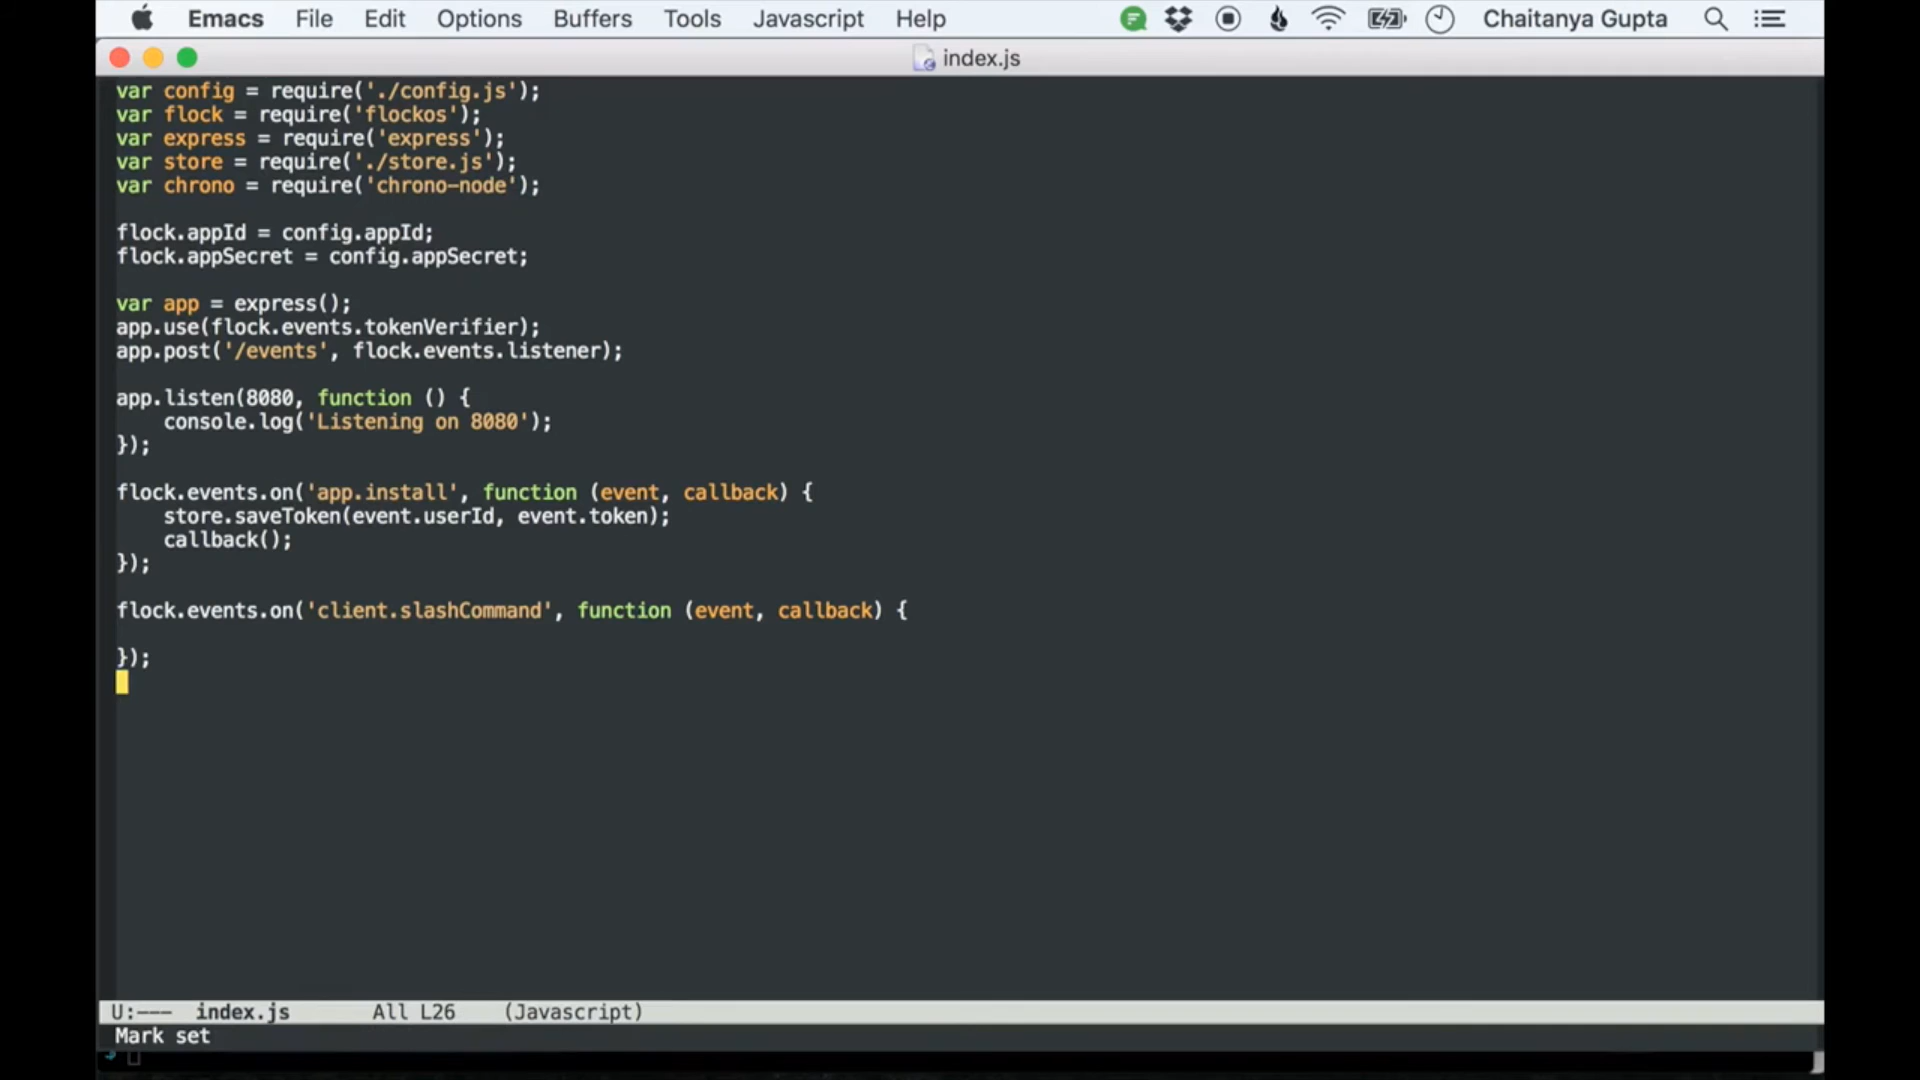 Emacs File Edit Options Buffers Tools Javascript Help Chaitanya Gupta
index.js
var config = require('./config.js');
var flock = require('flockos');
var express = require('express');
var store = require('./store.js');
var chrono = require('chrono-node');
flock.appId = config.appId;
flock.appSecret = config.appSecret;
var app = express();
app.use(flock.events.tokenVerifier);
app.post('/events', flock.events.listener);
app.listen(8080, function () {
    console.log('Listening on 8080');
});
flock.events.on('app.install', function (event, callback) {
    store.saveToken(event.userId, event.token);
    callback();
});
flock.events.on('client.slashCommand', function (event, callback) {
});
U:--- index.js All L26 (Javascript)
Mark set